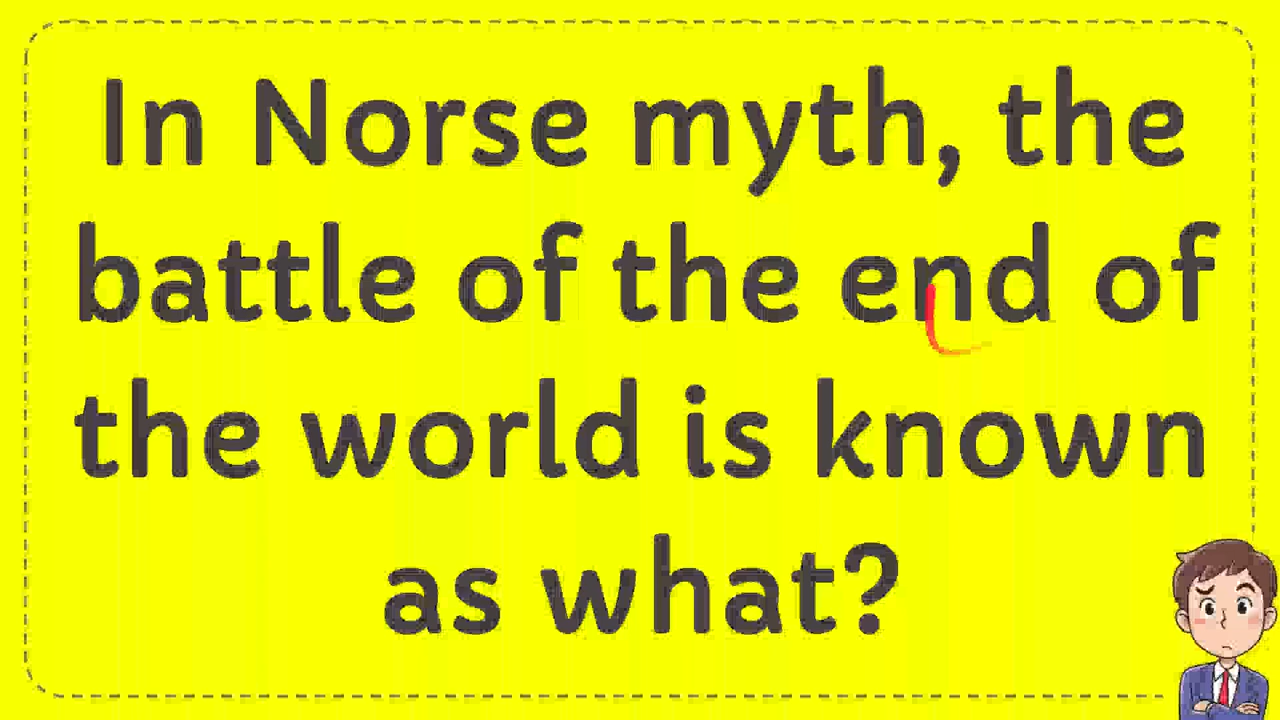 In Norse myth, the
battle of the end of
the world is known
as what?